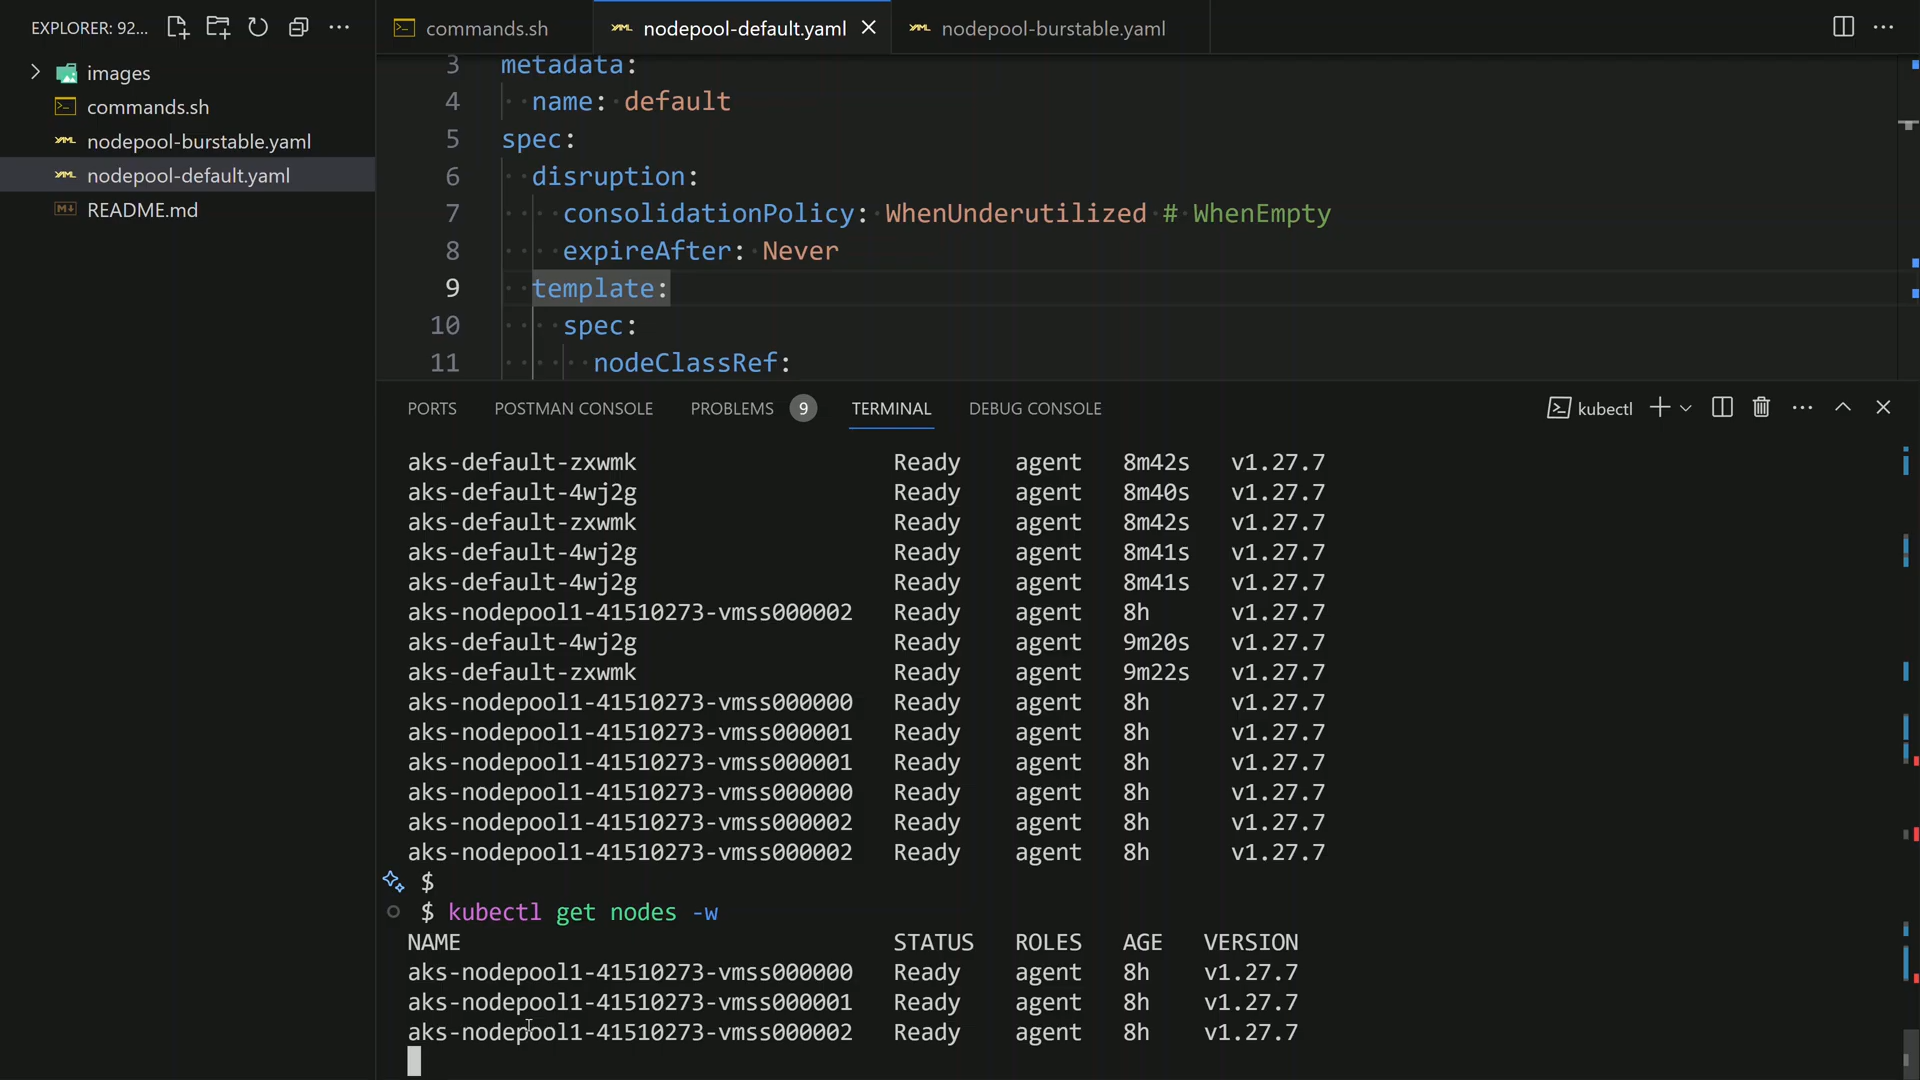 EXPLORER: 92...
images
commands.sh
nodepool-burstable.yaml
nodepool-default.yaml
README.md
commands.sh
nodepool-default.yaml
nodepool-burstable.yaml
3 metadata:
4 name: default
5 spec:
6 disruption:
7 consolidationPolicy: WhenUnderutilized # WhenEmpty
8 expireAfter: Never
9 template:
10 spec:
11 nodeClassRef:
PORTS POSTMAN CONSOLE PROBLEMS 9 TERMINAL DEBUG CONSOLE
kubectl
aks-default-zxwmk Ready agent 8m42s v1.27.7
aks-default-4wj2g Ready agent 8m40s v1.27.7
aks-default-zxwmk Ready agent 8m42s v1.27.7
aks-default-4wj2g Ready agent 8m41s v1.27.7
aks-default-4wj2g Ready agent 8m41s v1.27.7
aks-nodepool1-41510273-vmss000002 Ready agent 8h v1.27.7
aks-default-4wj2g Ready agent 9m20s v1.27.7
aks-default-zxwmk Ready agent 9m22s v1.27.7
aks-nodepool1-41510273-vmss000000 Ready agent 8h v1.27.7
aks-nodepool1-41510273-vmss000001 Ready agent 8h v1.27.7
aks-nodepool1-41510273-vmss000001 Ready agent 8h v1.27.7
aks-nodepool1-41510273-vmss000000 Ready agent 8h v1.27.7
aks-nodepool1-41510273-vmss000002 Ready agent 8h v1.27.7
aks-nodepool1-41510273-vmss000002 Ready agent 8h v1.27.7
$
$ kubectl get nodes -w
NAME STATUS ROLES AGE VERSION
aks-nodepool1-41510273-vmss000000 Ready agent 8h v1.27.7
aks-nodepool1-41510273-vmss000001 Ready agent 8h v1.27.7
aks-nodepool1-41510273-vmss000002 Ready agent 8h v1.27.7